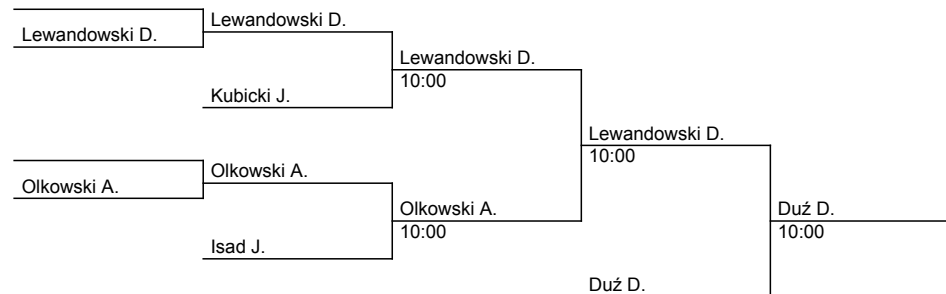 Lewandowski D.
Lewandowski D.
Lewandowski D.
10:00
Kubicki J.
Lewandowski D.
10:00
Olkowski A.
Olkowski A.
Olkowski A.
10:00
Duź D.
10:00
Isad J.
Duź D.